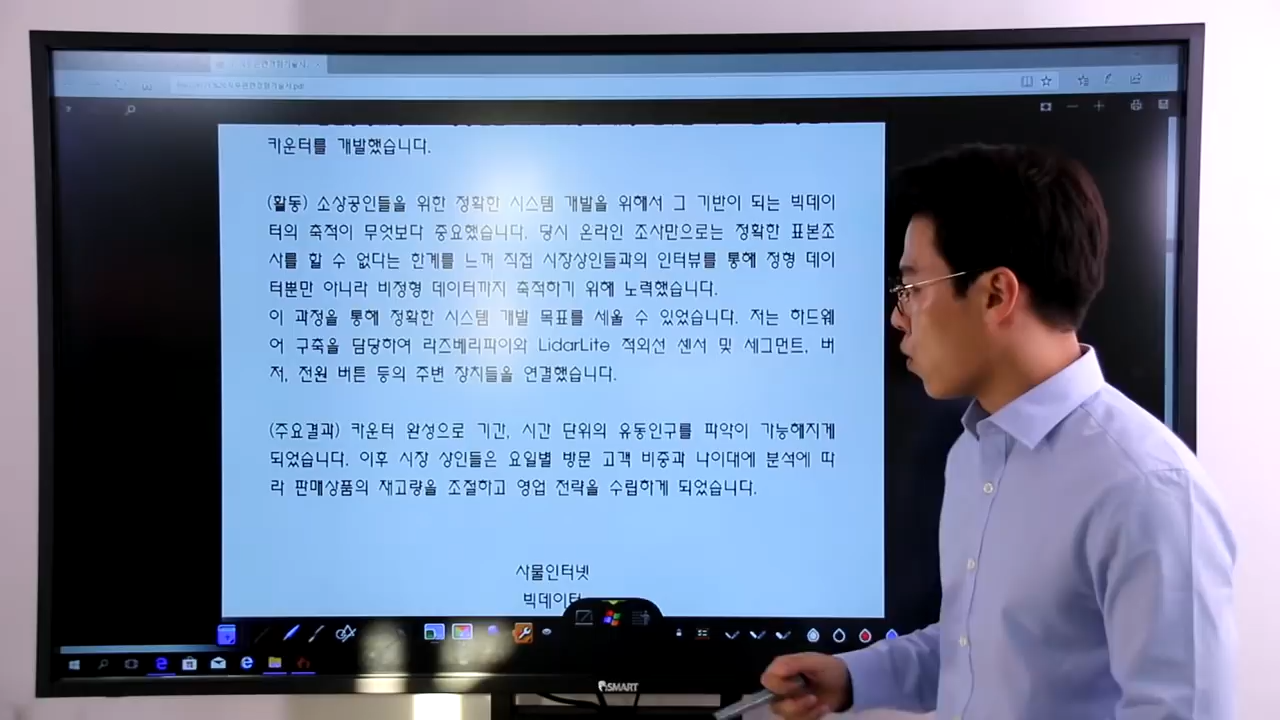 카운터를 개발했습니다.
(활동) 소상공인들을 위한 정확한 시스템 개발을 위해서 그 기반이 되는 빅데이
터의 축적이 무엇보다 중요했습니다. 당시 온라인 조사만으로는 정확한 표본조
사를 할 수 없다는 한계를 느껴 직접 시장상인들과의 인터뷰를 통해 정형 데이
터뿐만 아니라 비정형 데이터까지 축적하기 위해 노력했습니다.
이 과정을 통해 정확한 시스템 개발 목표를 세울 수 있었습니다. 저는 하드웨
어 구축을 담당하여 라즈베리파이와 LidarLite 적외선 센서 및 세그먼트, 버
저, 전원 버튼 등의 주변 장치들을 연결했습니다.
(주요결과) 카운터 완성으로 기간, 시간 단위의 유동인구를 파악이 가능해지게
되었습니다. 이후 시장 상인들은 요일별 방문 고객 비중과 나이대에 분석에 따
라 판매상품의 재고량을 조절하고 영업 전략을 수립하게 되었습니다.
사물인터넷
빅데이터
SMART